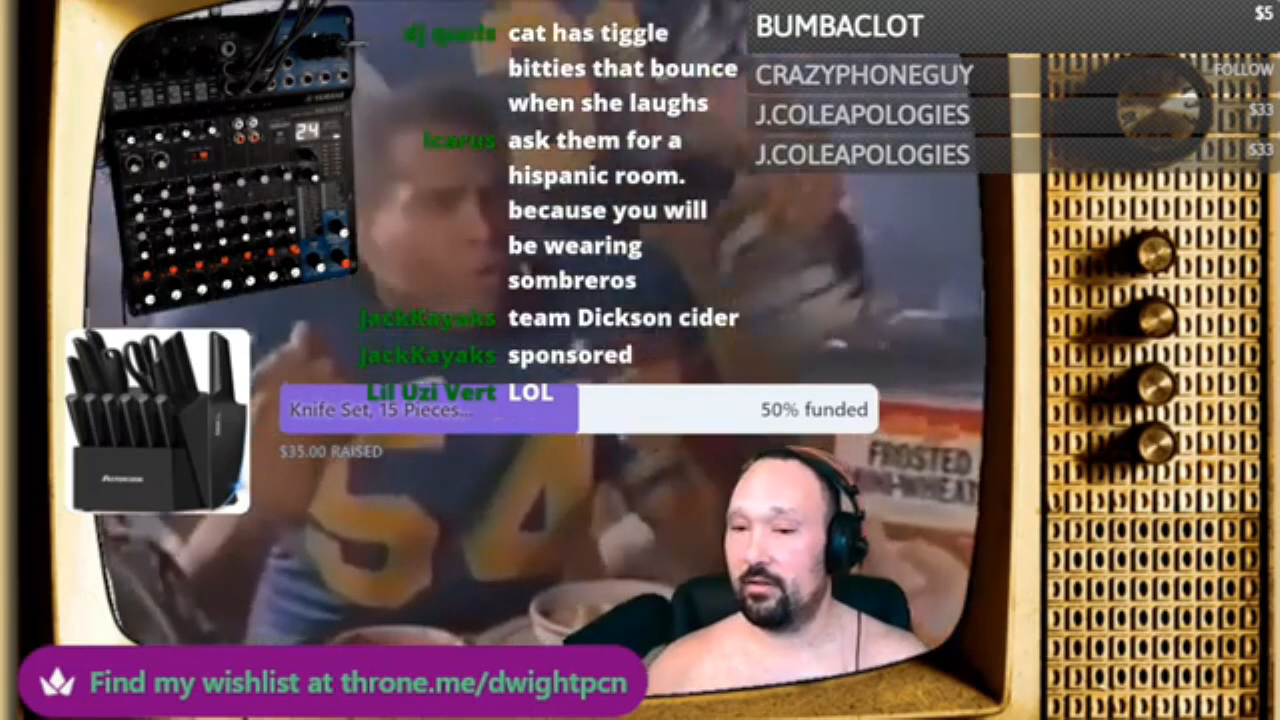 BUMBACLOT $5
CRAZYPHONEGUY FOLLOW
J.COLEAPOLOGIES $33
J.COLEAPOLOGIES $33
YAMAHA
24
dj quals cat has tiggle
bitties that bounce
when she laughs
Icarus ask them for a
hispanic room.
because you will
be wearing
sombreros
JackKayaks team Dickson cider
JackKayaks sponsored
Lil Uzi Vert LOL
Knife Set, 15 Pieces... 50% funded
$35.00 RAISED
FROSTED
MINI-WHEATS
54
Find my wishlist at throne.me/dwightpcn